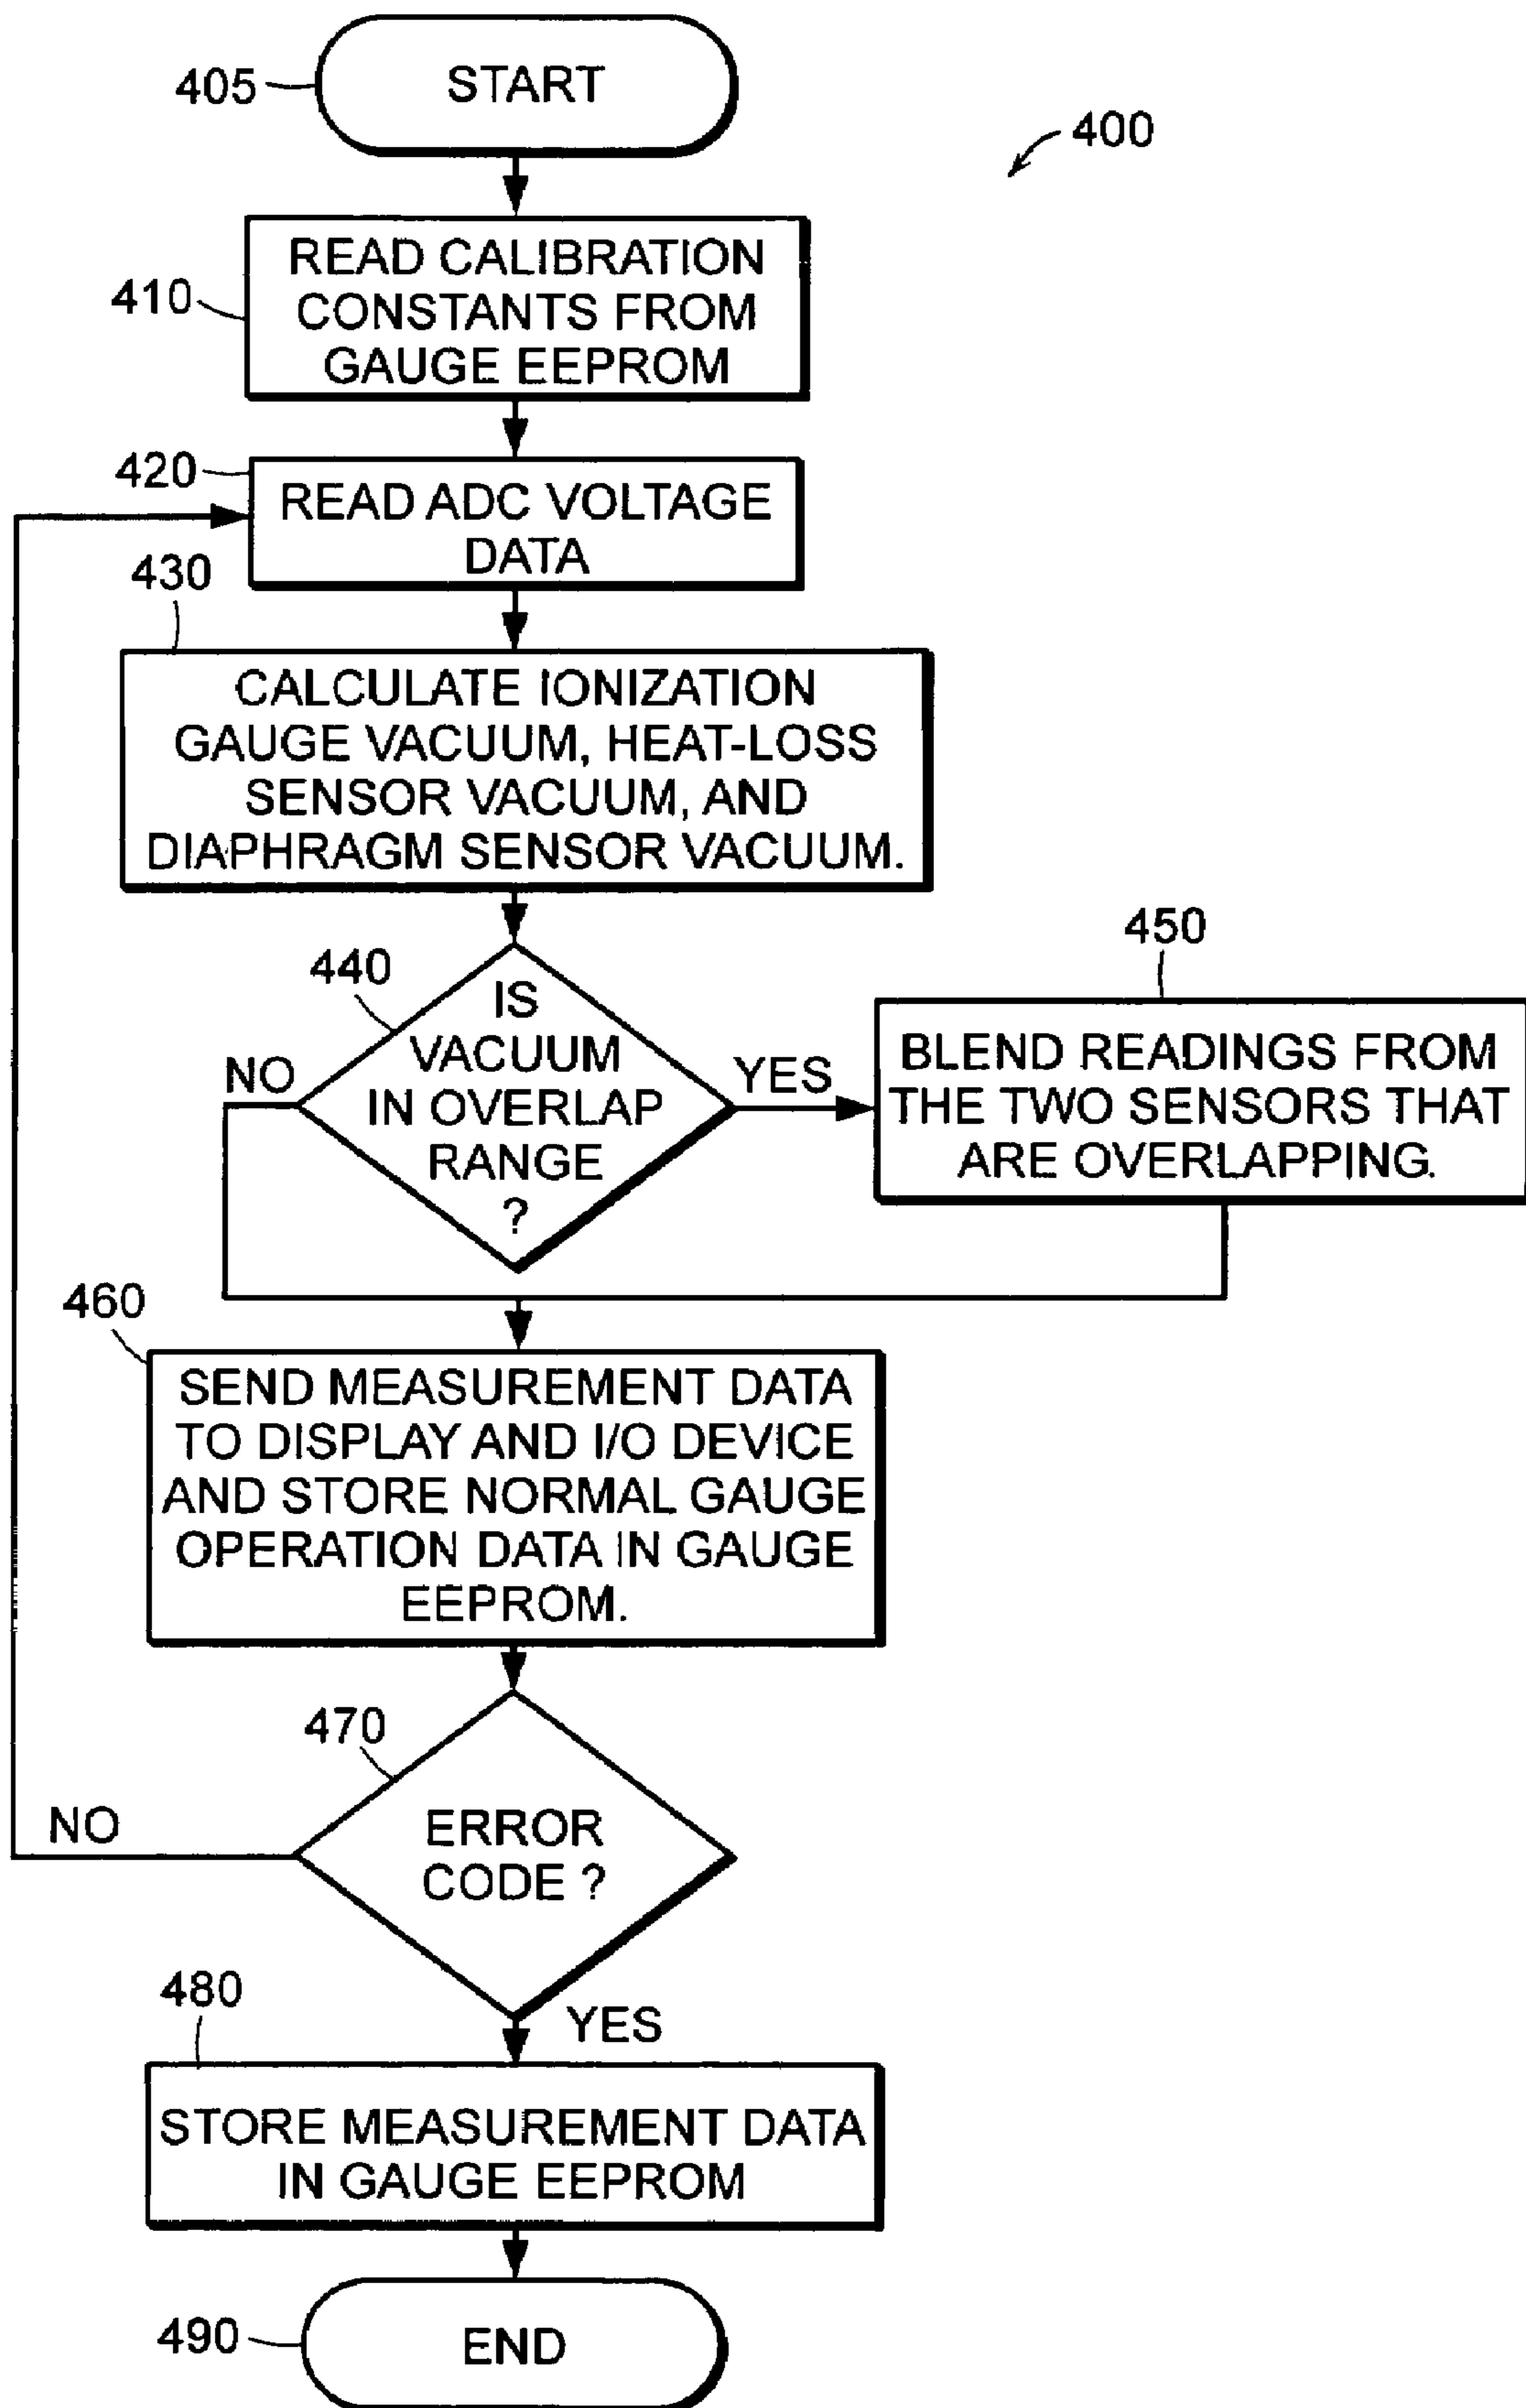 405
START
400
410
READ CALIBRATION
CONSTANTS FROM
GAUGE EEPROM
420
READ ADC VOLTAGE
DATA
430
CALCULATE IONIZATION
GAUGE VACUUM, HEAT-LOSS
SENSOR VACUUM, AND
DIAPHRAGM SENSOR VACUUM.
440
IS
VACUUM
IN OVERLAP
RANGE
?
NO
YES
450
BLEND READINGS FROM
THE TWO SENSORS THAT
ARE OVERLAPPING.
460
SEND MEASUREMENT DATA
TO DISPLAY AND I/O DEVICE
AND STORE NORMAL GAUGE
OPERATION DATA IN GAUGE
EEPROM.
470
ERROR
CODE ?
NO
YES
480
STORE MEASUREMENT DATA
IN GAUGE EEPROM
490
END